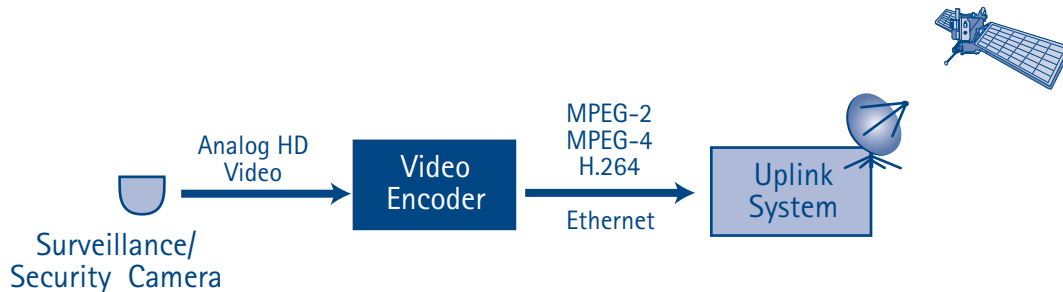 Surveillance/
Security Camera
Analog HD
Video
Video
Encoder
MPEG-2
MPEG-4
H.264
Ethernet
Uplink
System